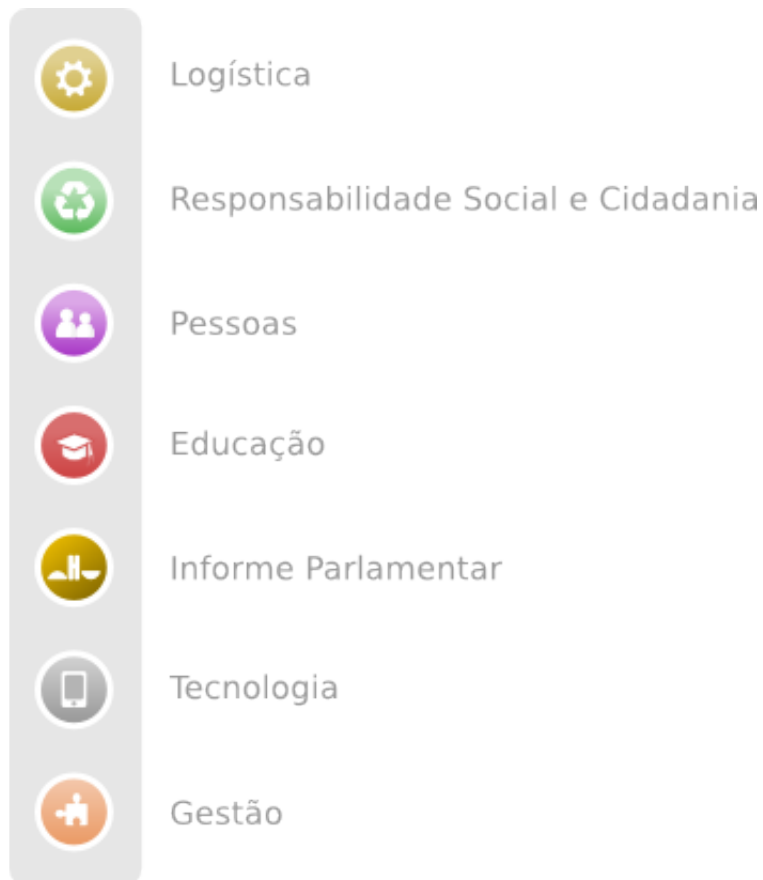 Logística
Responsabilidade Social e Cidadania
Pessoas
Educação
Informe Parlamentar
Tecnologia
Gestão